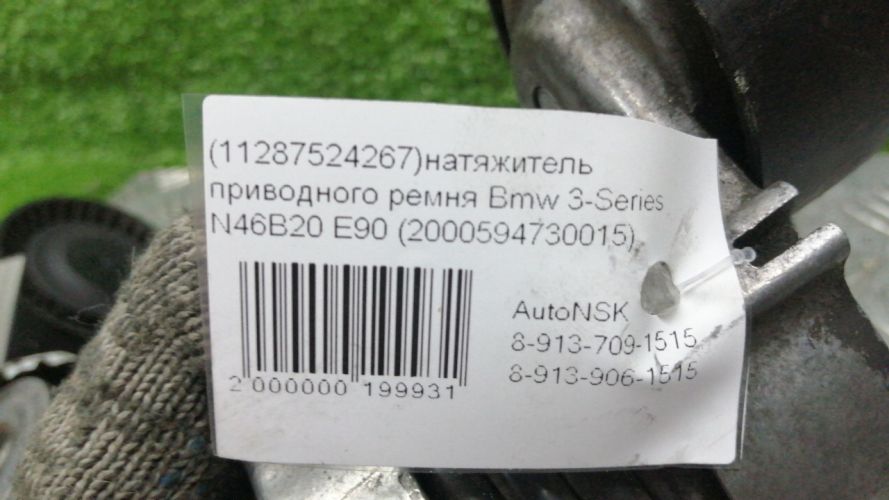 (11287524267)натяжитель
приводного ремня Bmw 3-Series
N46B20 E90 (2000594730015)
AutoNSK
8-913-709-1515
8-913-906-1515
2 000000 199931